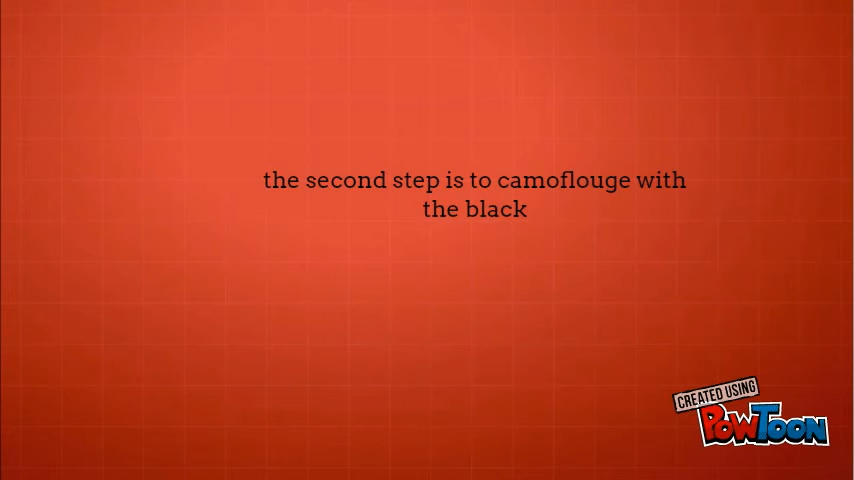 the second step is to camoflouge with
the black
CREATED USING
POWTOON